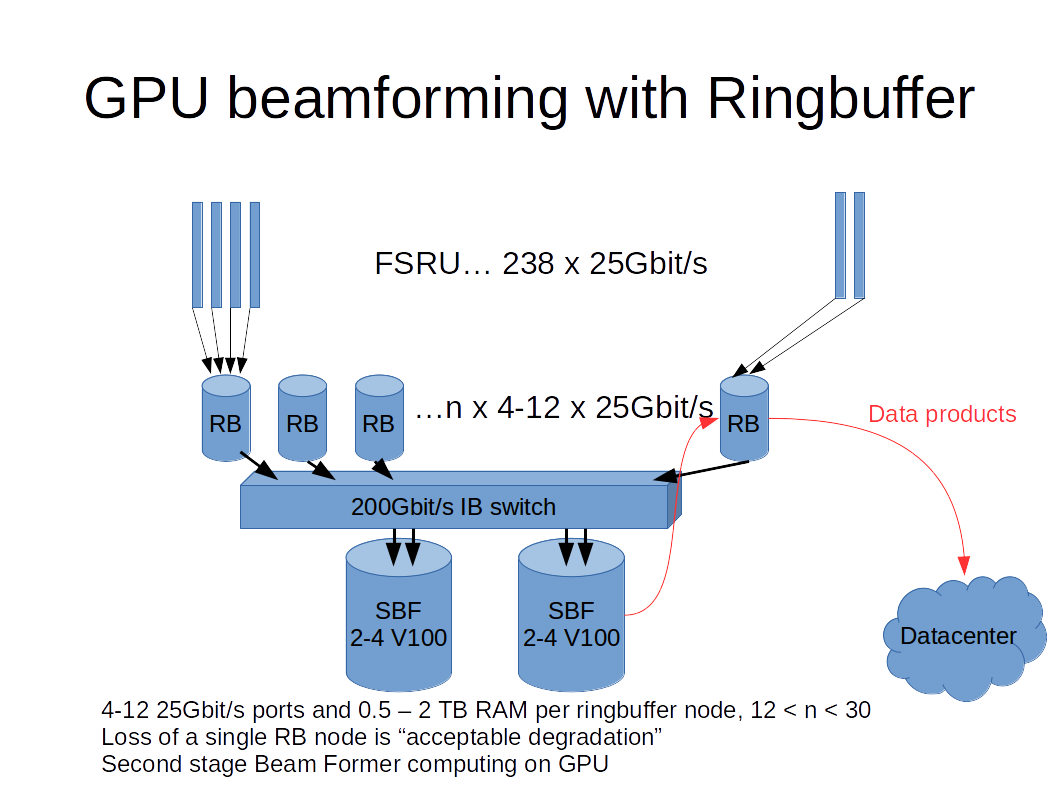 GPU beamforming with Ringbuffer
FSRU… 238 x 25Gbit/s
RB
RB
RB
…n x 4-12 x 25Gbit/s
RB
Data products
200Gbit/s IB switch
SBF
2-4 V100
SBF
2-4 V100
Datacenter
4-12 25Gbit/s ports and 0.5 – 2 TB RAM per ringbuffer node, 12 < n < 30
Loss of a single RB node is “acceptable degradation”
Second stage Beam Former computing on GPU